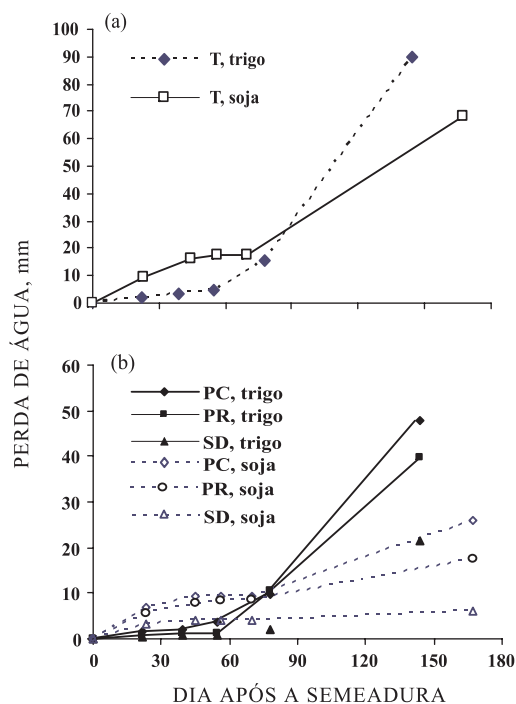 (a)
100
90
80
70
60
50
40
30
20
10
0
T, trigo
T, soja
PERDA DE ÁGUA, mm
(b)
60
50
40
30
20
10
0
PC, trigo
PR, trigo
SD, trigo
PC, soja
PR, soja
SD, soja
0 30 60 90 120 150 180
DIA APÓS A SEMEADURA